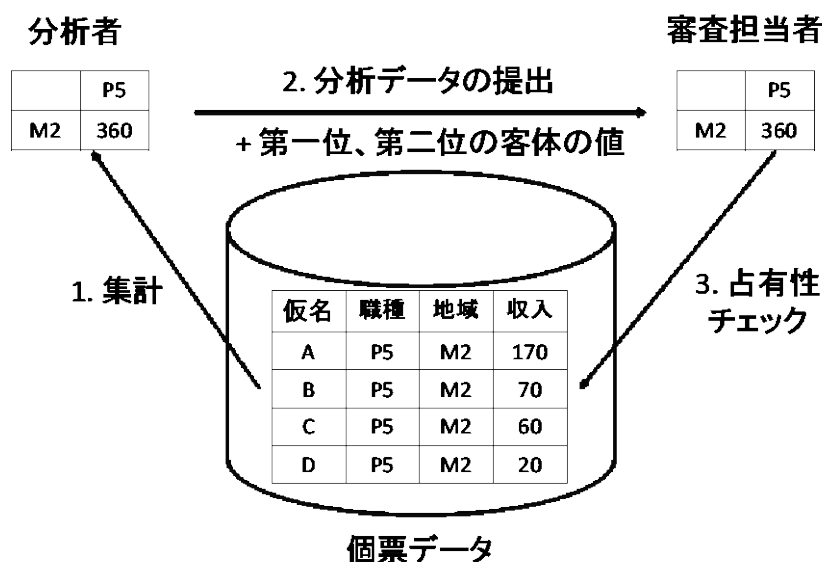 分析者
審査担当者
P5
M2 360
2. 分析データの提出
+ 第一位、第二位の客体の値
P5
M2 360
1. 集計
3. 占有性
チェック
仮名 職種 地域 収入
A P5 M2 170
B P5 M2 70
C P5 M2 60
D P5 M2 20
個票データ